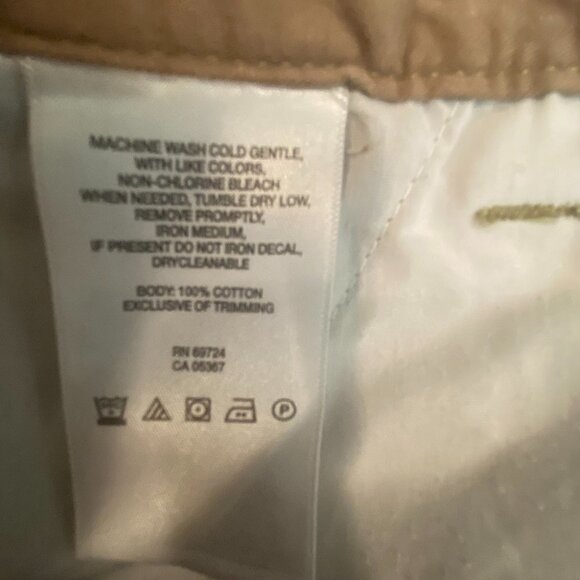 MACHINE WASH COLD GENTLE,
WITH LIKE COLORS.
NON-CHLORINE BLEACH
WHEN NEEDED, TUMBLE DRY LOW,
REMOVE PROMPTLY,
IRON MEDIUM,
IF PRESENT DO NOT IRON DECAL,
DRYCLEANABLE
BODY: 100% COTTON
EXCLUSIVE OF TRIMMING
RN 69724
CA 05367
P